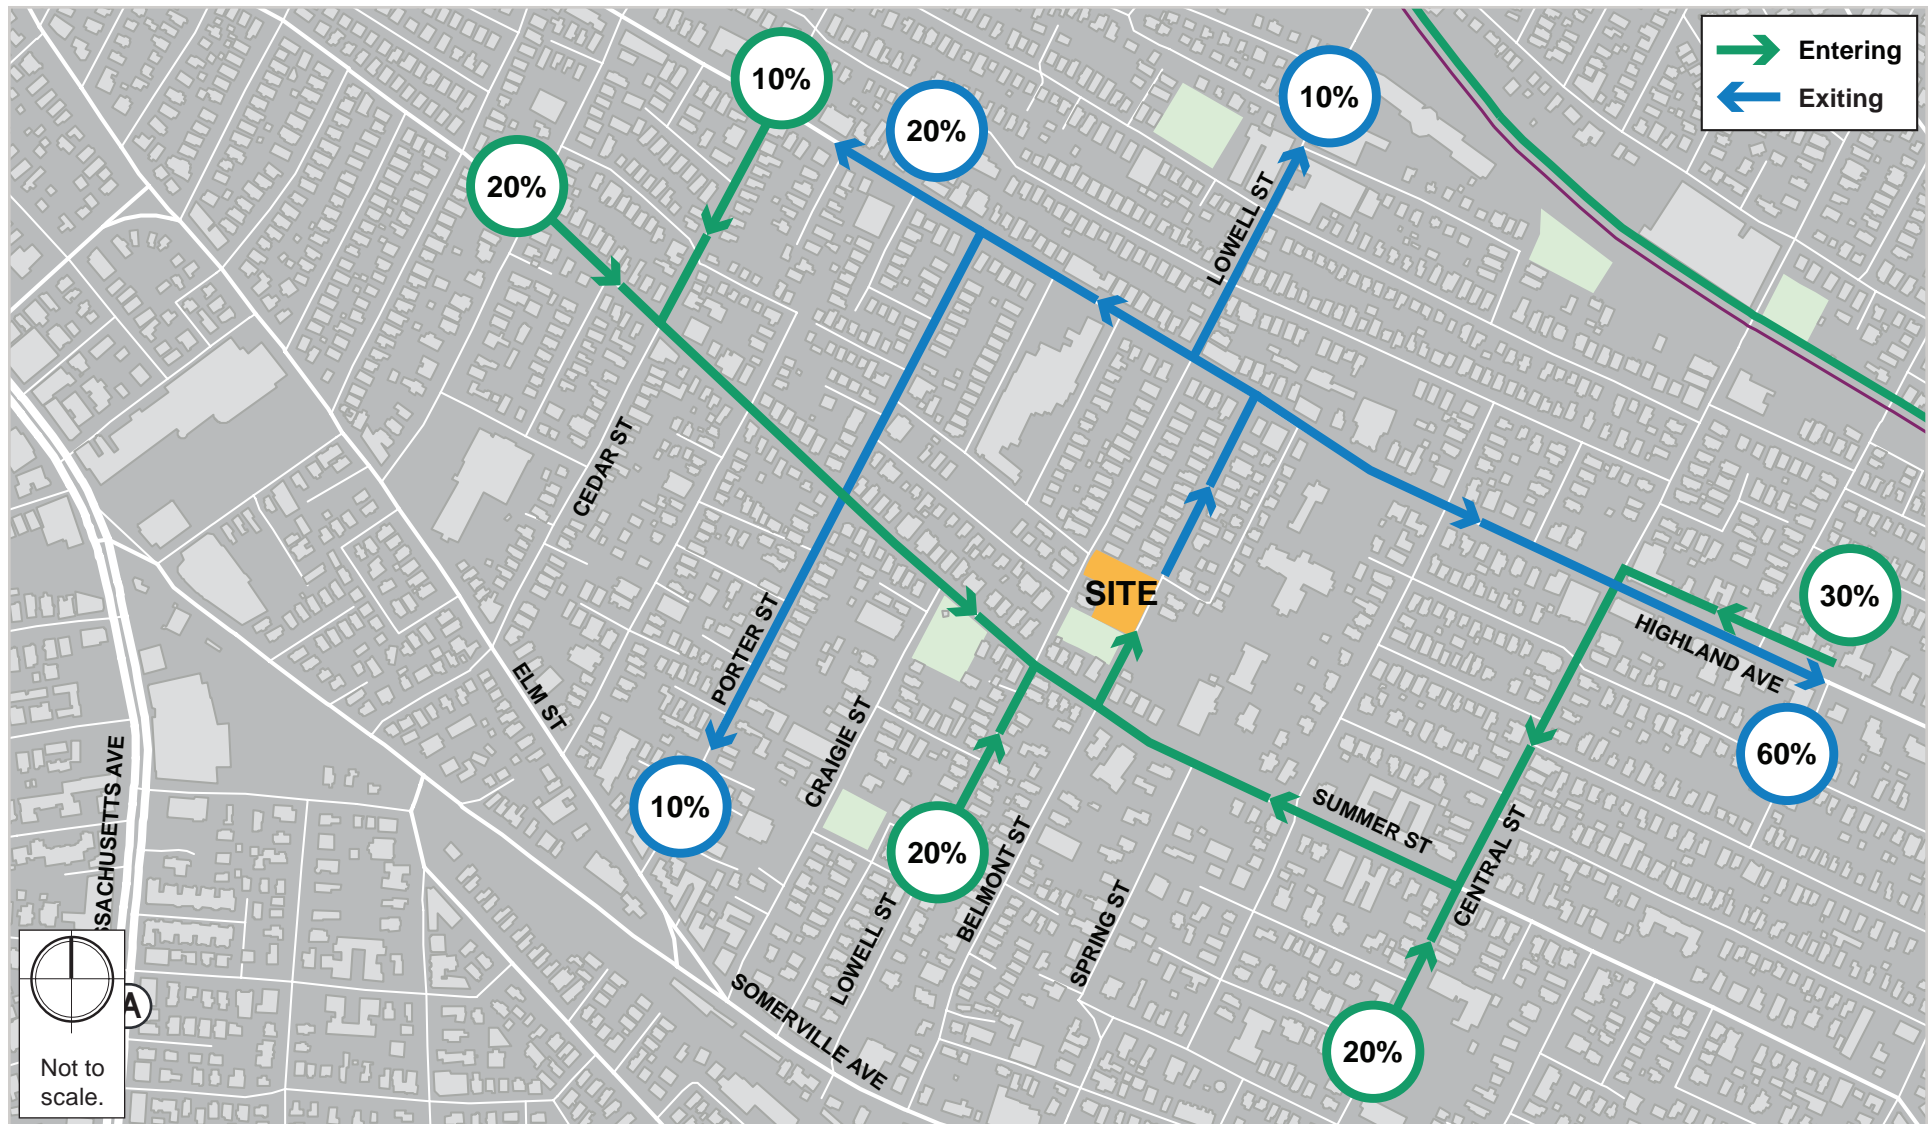 Entering
Exiting
10%
10%
20%
20%
LOWELL ST
CEDAR ST
SITE
30%
HIGHLAND AVE
PORTER ST
ELM ST
CRAIGIE ST
60%
SSACHUSETTS AVE
10%
SUMMER ST
20%
BELMONT ST
CENTRAL ST
LOWELL ST
SPRING ST
A
SOMERVILLE AVE
20%
Not to
scale.